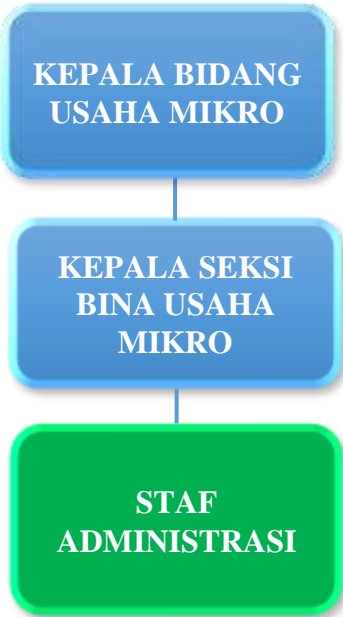 KEPALA BIDANG
USAHA MIKRO
KEPALA SEKSI
BINA USAHA
MIKRO
STAF
ADMINISTRASI